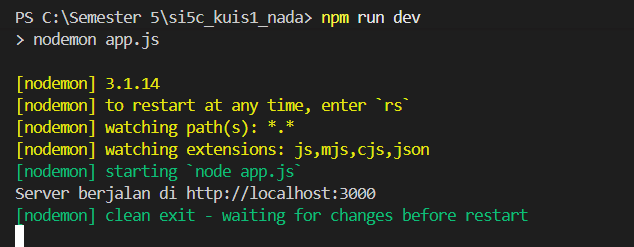 PS C:\Semester 5\si5c_kuis1_nada> npm run dev
> nodemon app.js
[nodemon] 3.1.14
[nodemon] to restart at any time, enter `rs`
[nodemon] watching path(s): *.*
[nodemon] watching extensions: js,mjs,cjs,json
[nodemon] starting `node app.js`
Server berjalan di http://localhost:3000
[nodemon] clean exit - waiting for changes before restart